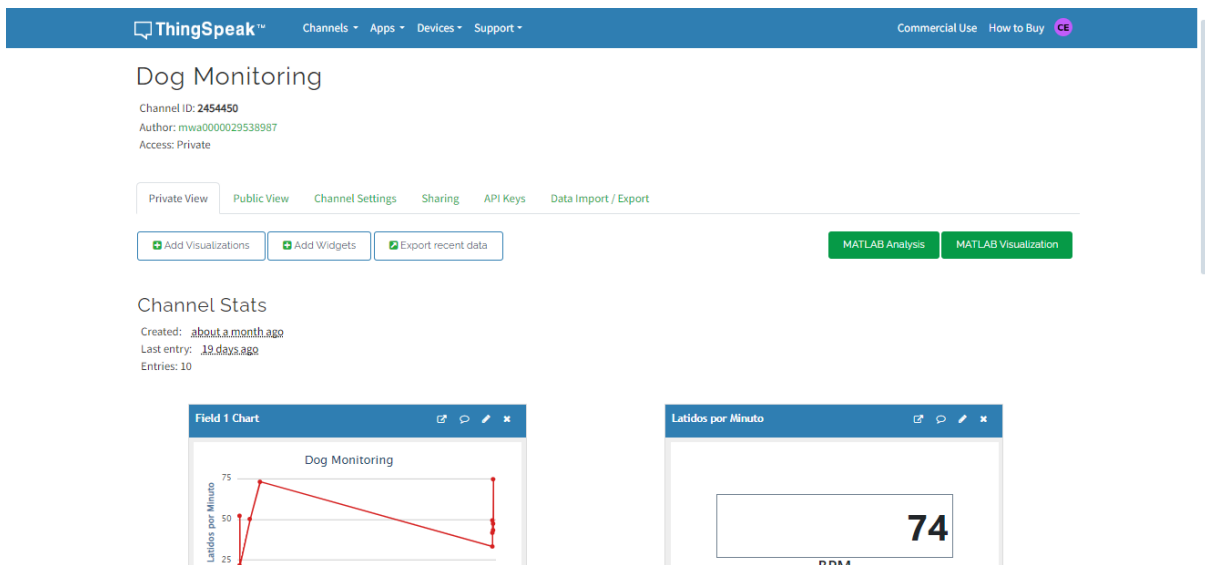 ThingSpeak™ Channels Apps Devices Support Commercial Use How to Buy CE
Dog Monitoring
Channel ID: 2454450
Author: mwa0000029538987
Access: Private
Private View Public View Channel Settings Sharing API Keys Data Import / Export
Add Visualizations Add Widgets Export recent data MATLAB Analysis MATLAB Visualization
Channel Stats
Created: about a month ago
Last entry: 19 days ago
Entries: 10
Field 1 Chart
Dog Monitoring
Latidos por Minuto
75
50
25
Latidos por Minuto
74
BPM